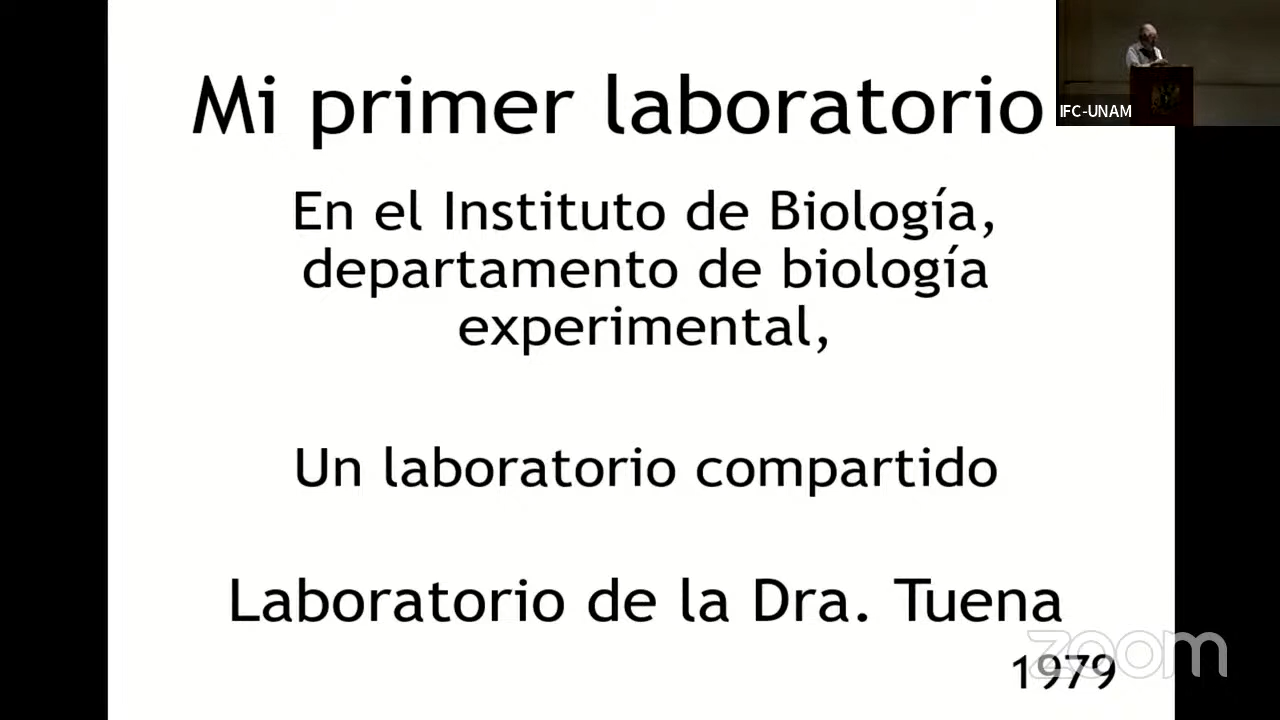 Mi primer laboratorio
IFC-UNAM
En el Instituto de Biología,
departamento de biología
experimental,
Un laboratorio compartido
Laboratorio de la Dra. Tuena
zoom
1979